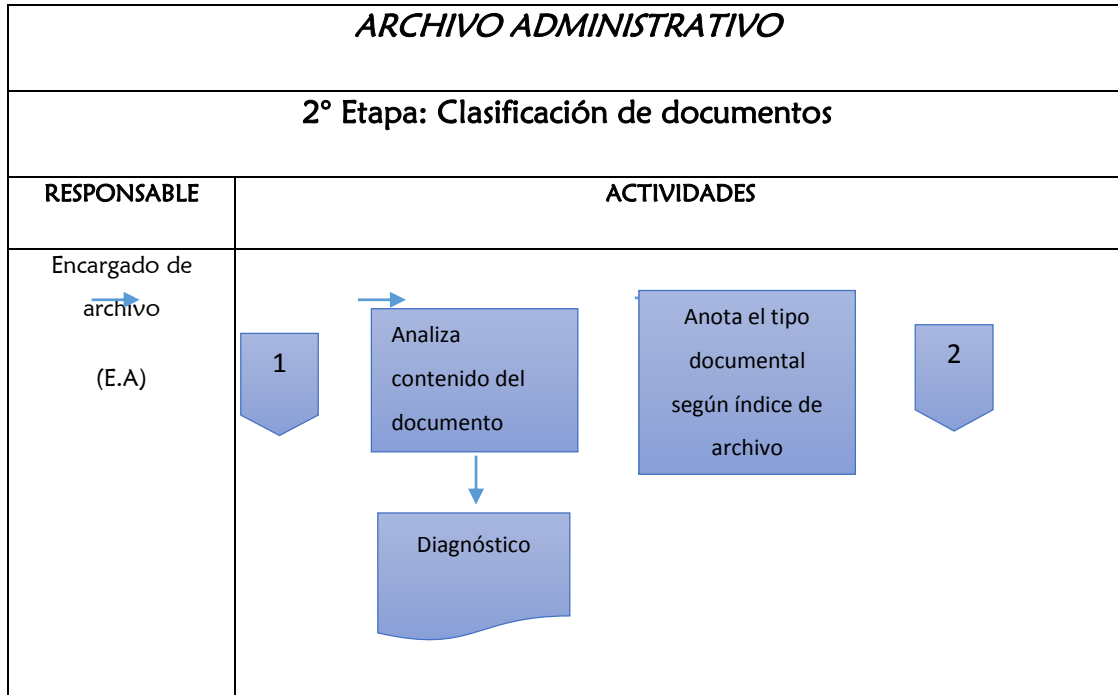 ARCHIVO ADMINISTRATIVO
2° Etapa: Clasificación de documentos
RESPONSABLE
ACTIVIDADES
Encargado de
archivo
(E.A)
1
Analiza
contenido del
documento
Diagnóstico
Anota el tipo
documental
según índice de
archivo
2